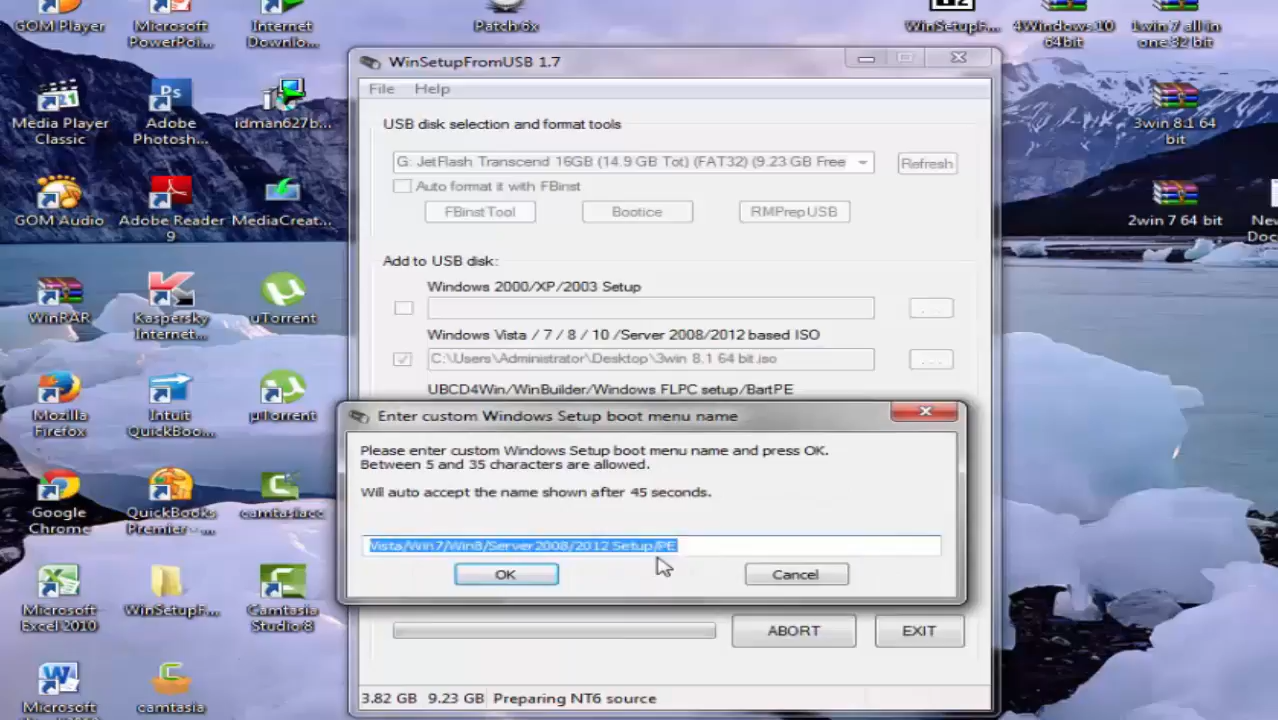 GOM Player
Microsoft
PowerPoi...
Internet
Downlo...
Patch 6x
WinSetupF...
4Windows 10
64bit
1win 7 all in
one 32 bit
WinSetupFromUSB 1.7
File Help
USB disk selection and format tools
G: JetFlash Transcend 16GB (14.9 GB Tot) (FAT32) (9.23 GB Free
Refresh
Auto format it with FBinst
FBinstTool
Bootice
RMPrepUSB
Add to USB disk:
Windows 2000/XP/2003 Setup
...
Windows Vista / 7 / 8 / 10 /Server 2008/2012 based ISO
C:\Users\Administrator\Desktop\3win 8.1 64 bit.iso
...
UBCD4Win/WinBuilder/Windows FLPC setup/BartPE
Enter custom Windows Setup boot menu name
Please enter custom Windows Setup boot menu name and press OK.
Between 5 and 35 characters are allowed.
Will auto accept the name shown after 45 seconds.
Vista/Win7/Win8/Server2008/2012 Setup/PE
OK
Cancel
ABORT
EXIT
3.82 GB 9.23 GB Preparing NT6 source
Media Player
Classic
Ps
Adobe
Photosh...
idman627b...
GOM Audio
Adobe Reader
9
MediaCreat...
WinRAR
Kaspersky
Internet...
uTorrent
Mozilla
Firefox
Intuit
QuickBoo...
µTorrent
Google
Chrome
QuickBooks
Premier-...
camtasiacc
Microsoft
Excel 2010
WinSetupF...
Camtasia
Studio 8
Microsoft
camtasia
3win 8.1 64
bit
2win 7 64 bit
New
Doc